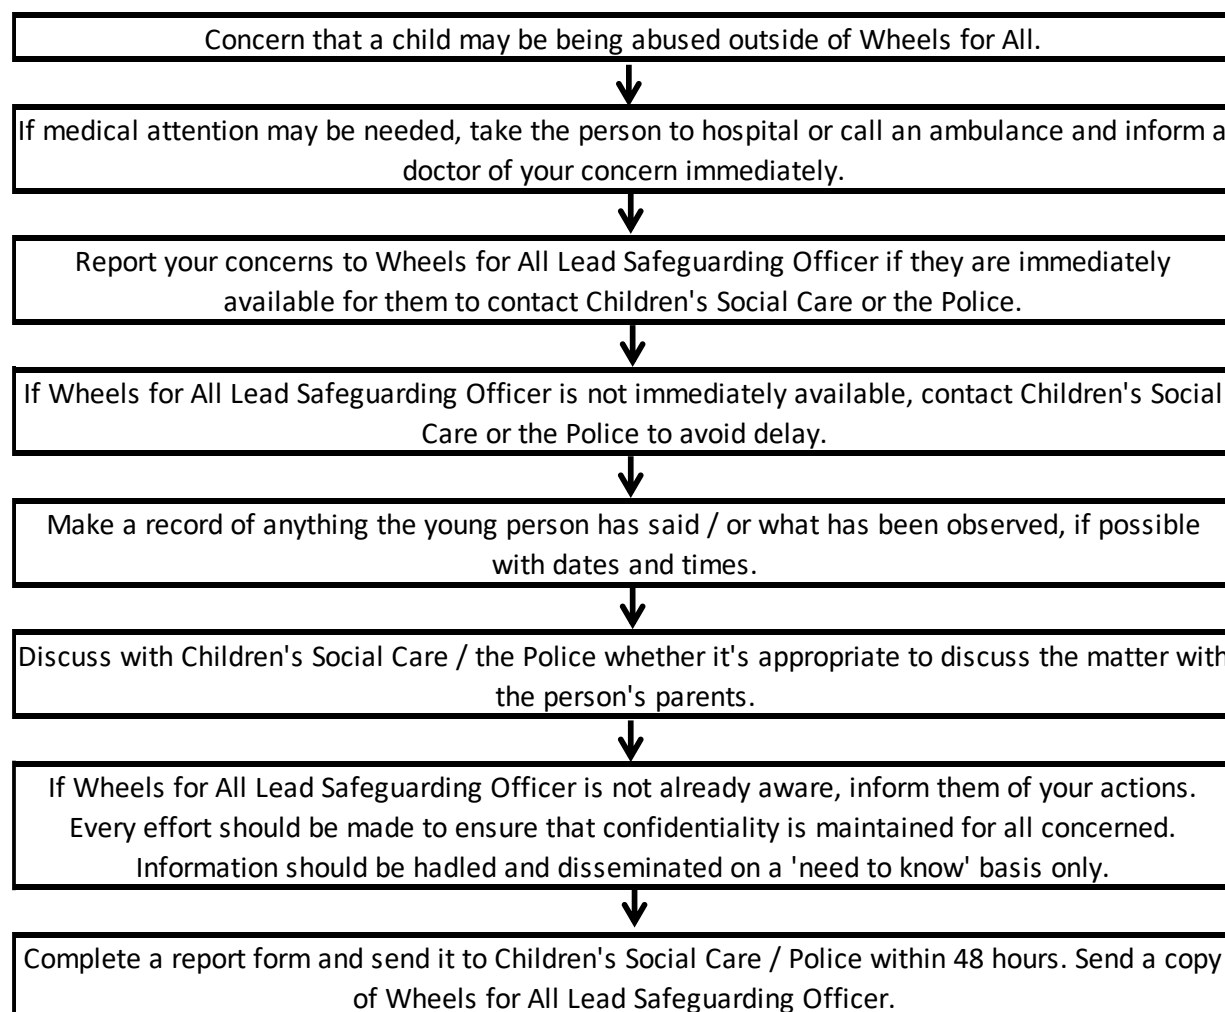 Concern that a child may be being abused outside of Wheels for All.
If medical attention may be needed, take the person to hospital or call an ambulance and inform a
doctor of your concern immediately.
Report your concerns to Wheels for All Lead Safeguarding Officer if they are immediately
available for them to contact Children's Social Care or the Police.
If Wheels for All Lead Safeguarding Officer is not immediately available, contact Children's Social
Care or the Police to avoid delay.
Make a record of anything the young person has said / or what has been observed, if possible
with dates and times.
Discuss with Children's Social Care / the Police whether it's appropriate to discuss the matter with
the person's parents.
If Wheels for All Lead Safeguarding Officer is not already aware, inform them of your actions.
Every effort should be made to ensure that confidentiality is maintained for all concerned.
Information should be hadled and disseminated on a 'need to know' basis only.
Complete a report form and send it to Children's Social Care / Police within 48 hours. Send a copy
of Wheels for All Lead Safeguarding Officer.